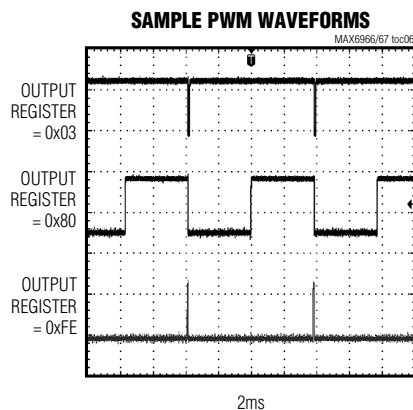 SAMPLE PWM WAVEFORMS
MAX6966/67 toc06
T
OUTPUT
REGISTER
= 0x03
OUTPUT
REGISTER
= 0x80
OUTPUT
REGISTER
= 0xFE
2ms